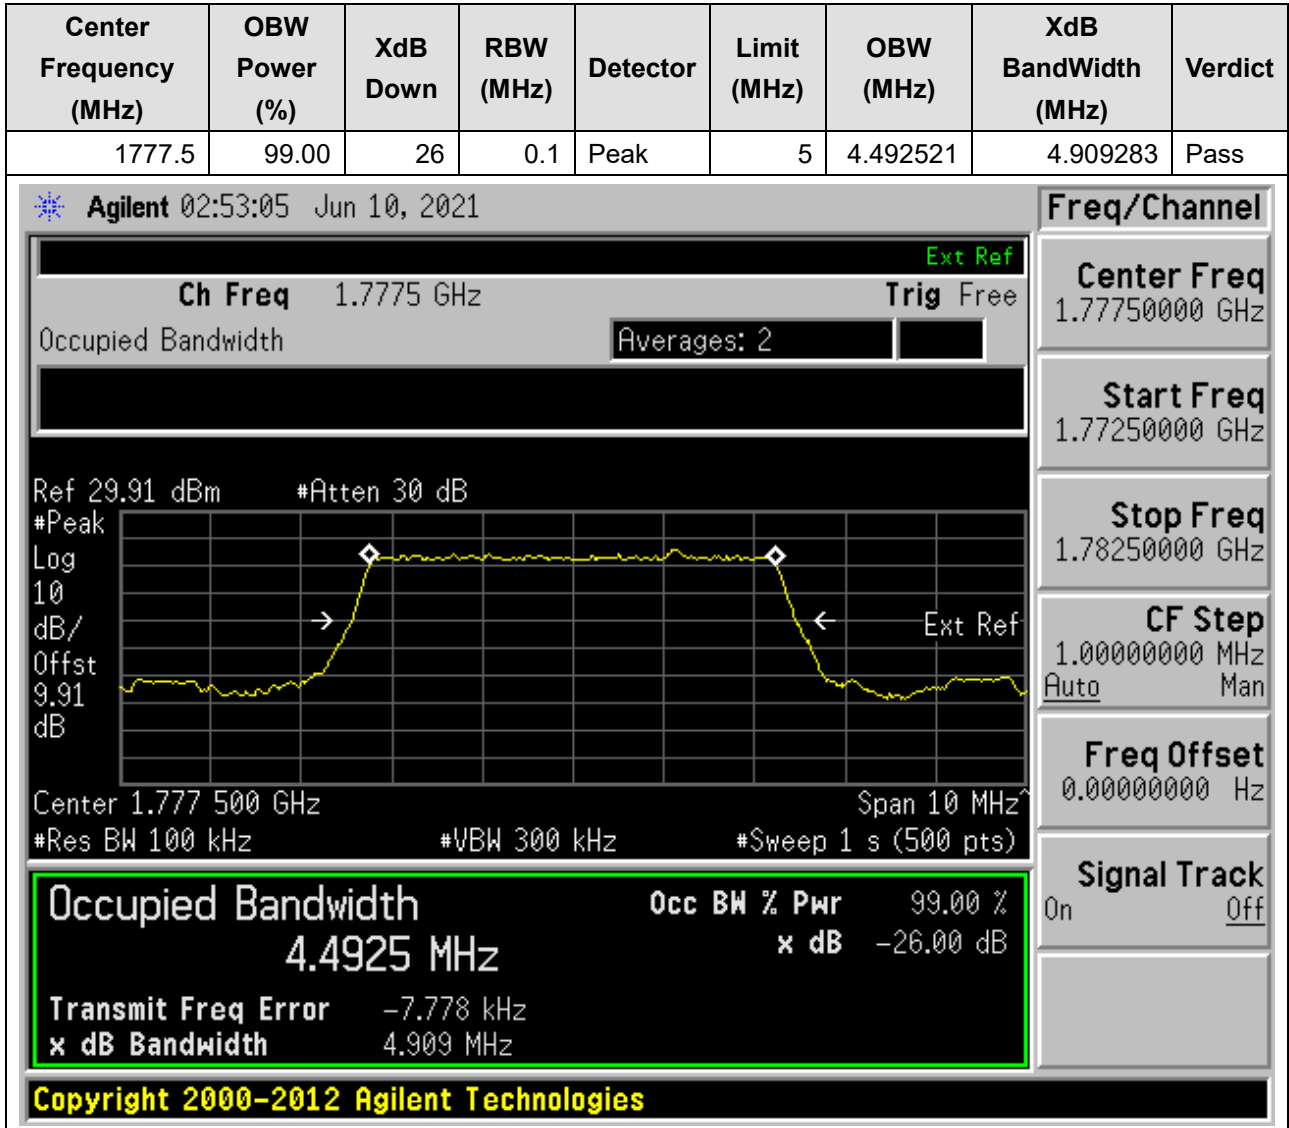 Center Frequency (MHz) OBW Power (%) XdB Down RBW (MHz) Detector Limit (MHz) OBW (MHz) XdB BandWidth (MHz) Verdict
1777.5 99.00 26 0.1 Peak 5 4.492521 4.909283 Pass
Agilent 02:53:05 Jun 10, 2021
Freq/Channel
Ext Ref
Ch Freq 1.7775 GHz Trig Free
Occupied Bandwidth Averages: 2
Center Freq
1.77750000 GHz
Start Freq
1.77250000 GHz
Stop Freq
1.78250000 GHz
CF Step
1.00000000 MHz
Auto Man
Freq Offset
0.00000000 Hz
Signal Track
On Off
Ref 29.91 dBm #Atten 30 dB
#Peak
Log
10
dB/
Offst
9.91
dB
Ext Ref
Center 1.777 500 GHz Span 10 MHz^
#Res BW 100 kHz #VBW 300 kHz #Sweep 1 s (500 pts)
Occupied Bandwidth
4.4925 MHz
Occ BW % Pwr 99.00 %
x dB -26.00 dB
Transmit Freq Error -7.778 kHz
x dB Bandwidth 4.909 MHz
Copyright 2000-2012 Agilent Technologies